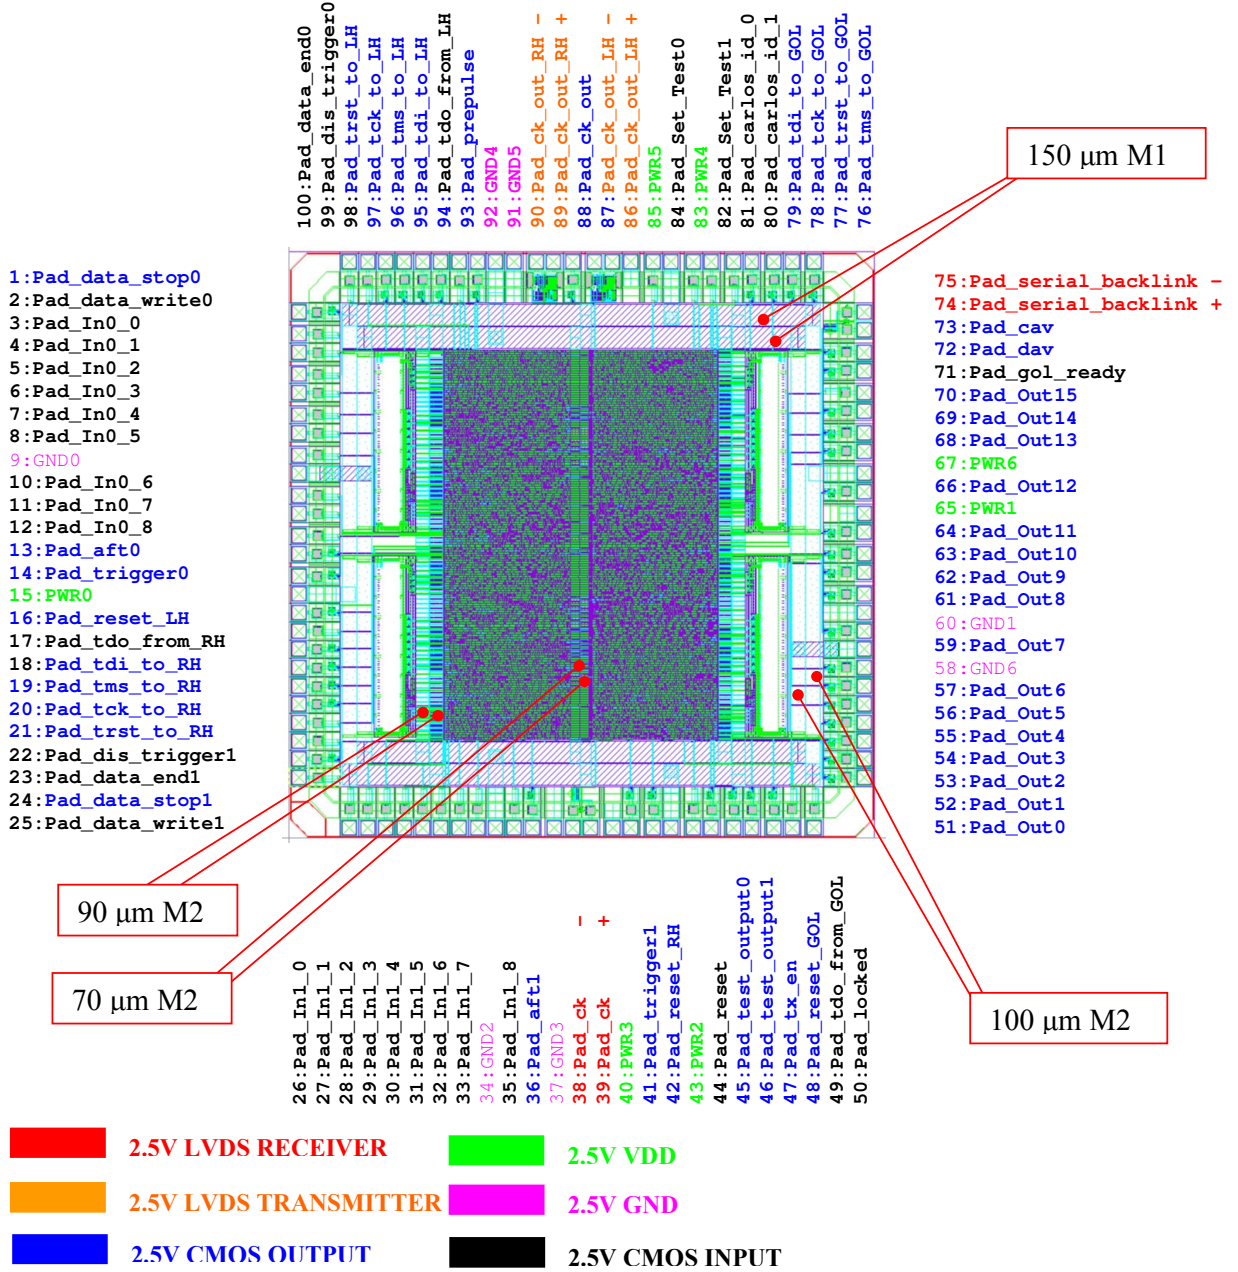 100:Pad_data_end0
99:Pad_dis_trigger0
98:Pad_trst_to_LH
97:Pad_tck_to_LH
96:Pad_tms_to_LH
95:Pad_tdi_to_LH
94:Pad_tdo_from_LH
93:Pad_prepulse
92:GND4
91:GND5
90:Pad_ck_out_RH -
89:Pad_ck_out_RH +
88:Pad_ck_out
87:Pad_ck_out_LH -
86:Pad_ck_out_LH +
85:PWR5
84:Pad_Set_Test0
83:PWR4
82:Pad_Set_Test1
81:Pad_carlos_id_0
80:Pad_carlos_id_1
79:Pad_tdi_to_GOL
78:Pad_tck_to_GOL
77:Pad_trst_to_GOL
76:Pad_tms_to_GOL
150 μm M1
1:Pad_data_stop0
2:Pad_data_write0
3:Pad_In0_0
4:Pad_In0_1
5:Pad_In0_2
6:Pad_In0_3
7:Pad_In0_4
8:Pad_In0_5
9:GND0
10:Pad_In0_6
11:Pad_In0_7
12:Pad_In0_8
13:Pad_aft0
14:Pad_trigger0
15:PWR0
16:Pad_reset_LH
17:Pad_tdo_from_RH
18:Pad_tdi_to_RH
19:Pad_tms_to_RH
20:Pad_tck_to_RH
21:Pad_trst_to_RH
22:Pad_dis_trigger1
23:Pad_data_end1
24:Pad_data_stop1
25:Pad_data_write1
75:Pad_serial_backlink -
74:Pad_serial_backlink +
73:Pad_cav
72:Pad_dav
71:Pad_gol_ready
70:Pad_Out15
69:Pad_Out14
68:Pad_Out13
67:PWR6
66:Pad_Out12
65:PWR1
64:Pad_Out11
63:Pad_Out10
62:Pad_Out9
61:Pad_Out8
60:GND1
59:Pad_Out7
58:GND6
57:Pad_Out6
56:Pad_Out5
55:Pad_Out4
54:Pad_Out3
53:Pad_Out2
52:Pad_Out1
51:Pad_Out0
90 μm M2
70 μm M2
100 μm M2
26:Pad_In1_0
27:Pad_In1_1
28:Pad_In1_2
29:Pad_In1_3
30:Pad_In1_4
31:Pad_In1_5
32:Pad_In1_6
33:Pad_In1_7
34:GND2
35:Pad_In1_8
36:Pad_aft1
37:GND3
38:Pad_ck -
39:Pad_ck +
40:PWR3
41:Pad_trigger1
42:Pad_reset_RH
43:PWR2
44:Pad_reset
45:Pad_test_output0
46:Pad_test_output1
47:Pad_tx_en
48:Pad_reset_GOL
49:Pad_tdo_from_GOL
50:Pad_locked
2.5V LVDS RECEIVER
2.5V VDD
2.5V LVDS TRANSMITTER
2.5V GND
2.5V CMOS OUTPUT
2.5V CMOS INPUT